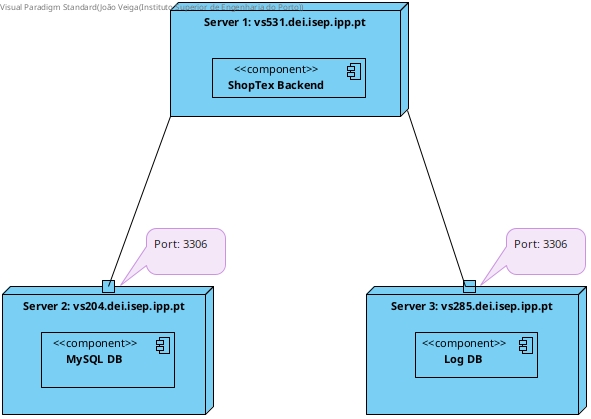 Visual Paradigm Standard(João Veiga(Instituto Superior de Engenharia do Porto))
Server 1: vs531.dei.isep.ipp.pt
<<component>>
ShopTex Backend
Port: 3306
Port: 3306
Server 2: vs204.dei.isep.ipp.pt
Server 3: vs285.dei.isep.ipp.pt
<<component>>
MySQL DB
<<component>>
Log DB